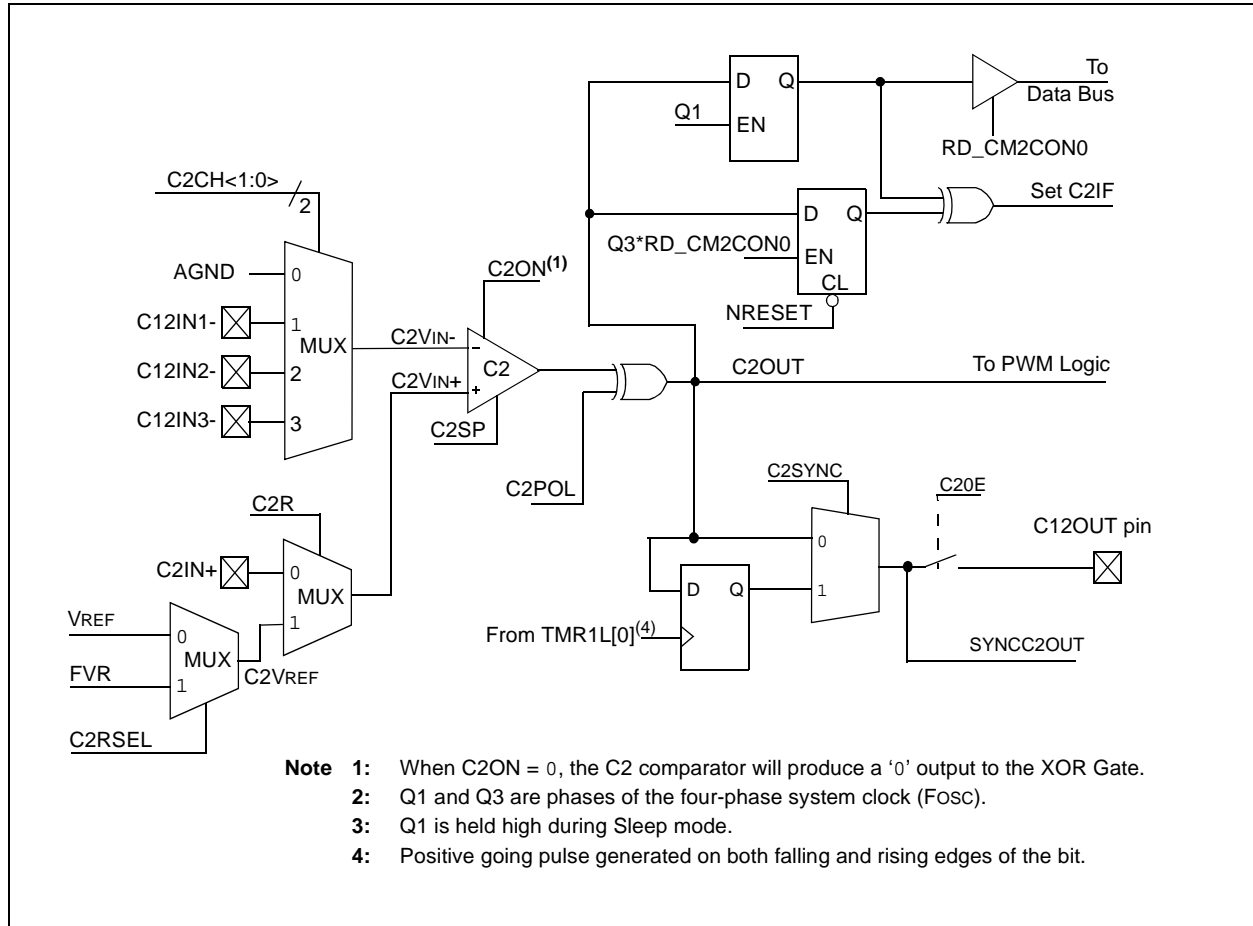 To
D Q
Data Bus
Q1
EN
RD_CM2CON0
C2CH<1:0>
2
Set C2IF
D Q
Q3*RD_CM2CON0
EN
CL
NRESET
AGND
0
C2ON(1)
C12IN1-
1
MUX
C2VIN-
–
C12IN2-
2
C2
C2VIN+
+
C2OUT
To PWM Logic
C12IN3-
3
C2SP
C2POL
C2SYNC
C20E
C12OUT pin
C2R
0
C2IN+
0
MUX
D Q
1
VREF
0
1
MUX
From TMR1L[0](4)
SYNCC2OUT
FVR
1
C2VREF
C2RSEL
Note 1: When C2ON = 0, the C2 comparator will produce a ‘0’ output to the XOR Gate.
2: Q1 and Q3 are phases of the four-phase system clock (FOSC).
3: Q1 is held high during Sleep mode.
4: Positive going pulse generated on both falling and rising edges of the bit.